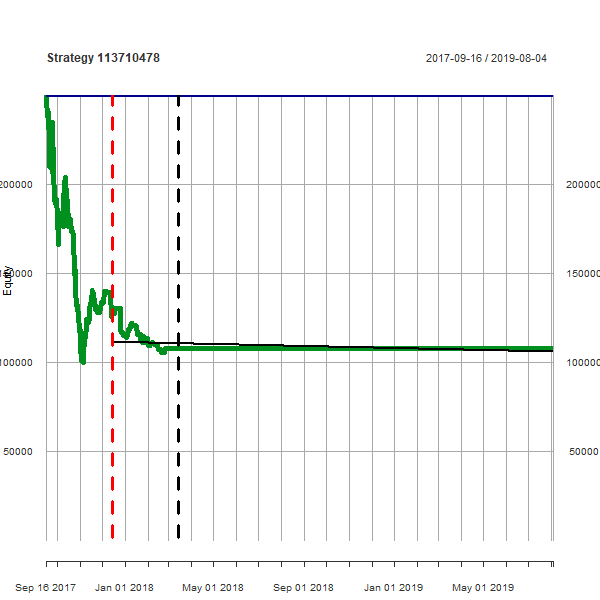 Strategy 113710478
2017-09-16 / 2019-08-04
200000
200000
Equity
150000
150000
100000
100000
50000
50000
Sep 16 2017
Jan 01 2018
May 01 2018
Sep 01 2018
Jan 01 2019
May 01 2019